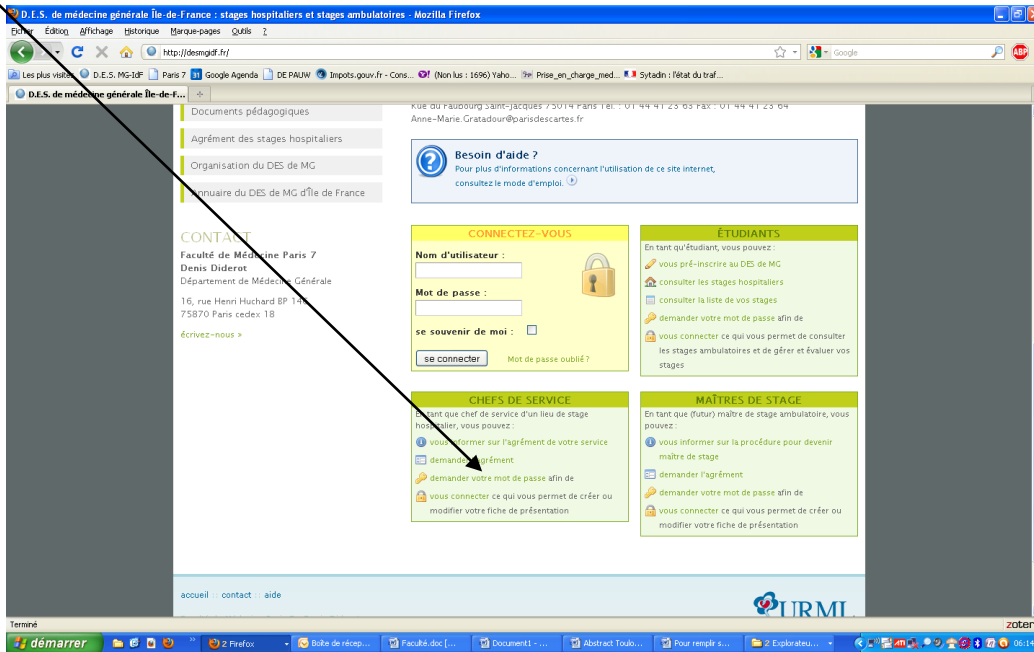 D.E.S. de médecine générale Île-de-France : stages hospitaliers et stages ambulatoires - Mozilla Firefox
Fichier Édition Affichage Historique Marque-pages Outils ?
http://desmgidf.fr/
Google
ABP
Les plus visités D.E.S. MG-IdF Paris 7 Google Agenda DE PAUW Impots.gouv.fr - Cons... (Non lus : 1696) Yaho... Prise_en_charge_med... Sytadin : l'état du traf...
D.E.S. de médecine générale Île-de-F...
Documents pédagogiques
Agrément des stages hospitaliers
Organisation du DES de MG
Annuaire du DES de MG d'Île de France
CONTACT
Faculté de Médecine Paris 7
Denis Diderot
Département de Médecine Générale
16, rue Henri Huchard BP
75870 Paris cedex 18
écrivez-nous »
Rue du Faubourg Saint-Jacques 75014 Paris Tél. : 01 44 41 23 63 Fax : 01 44 41 23 64
Anne-Marie.Gratadour@parisdescartes.fr
Besoin d'aide ?
Pour plus d'informations concernant l'utilisation de ce site internet,
consultez le mode d'emploi.
CONNECTEZ-VOUS
Nom d'utilisateur :
Mot de passe :
se souvenir de moi :
se connecter Mot de passe oublié ?
ÉTUDIANTS
En tant qu'étudiant, vous pouvez :
vous pré-inscrire au DES de MG
consulter les stages hospitaliers
consulter la liste de vos stages
demander votre mot de passe afin de
vous connecter ce qui vous permet de consulter
les stages ambulatoires et de gérer et évaluer vos
stages
CHEFS DE SERVICE
En tant que chef de service d'un lieu de stage
hospitalier, vous pouvez :
vous informer sur l'agrément de votre service
demander l'agrément
demander votre mot de passe afin de
vous connecter ce qui vous permet de créer ou
modifier votre fiche de présentation
MAÎTRES DE STAGE
En tant que (futur) maître de stage ambulatoire, vous
pouvez :
vous informer sur la procédure pour devenir
maître de stage
demander l'agrément
demander votre mot de passe afin de
vous connecter ce qui vous permet de créer ou
modifier votre fiche de présentation
accueil :: contact :: aide
URML
Terminé
zoter
démarrer 2 Firefox Boîte de récep... Faculté.doc [... Document1 - ... Abstract Toulo... Pour remplir s... 2 Explorateu... 06:14